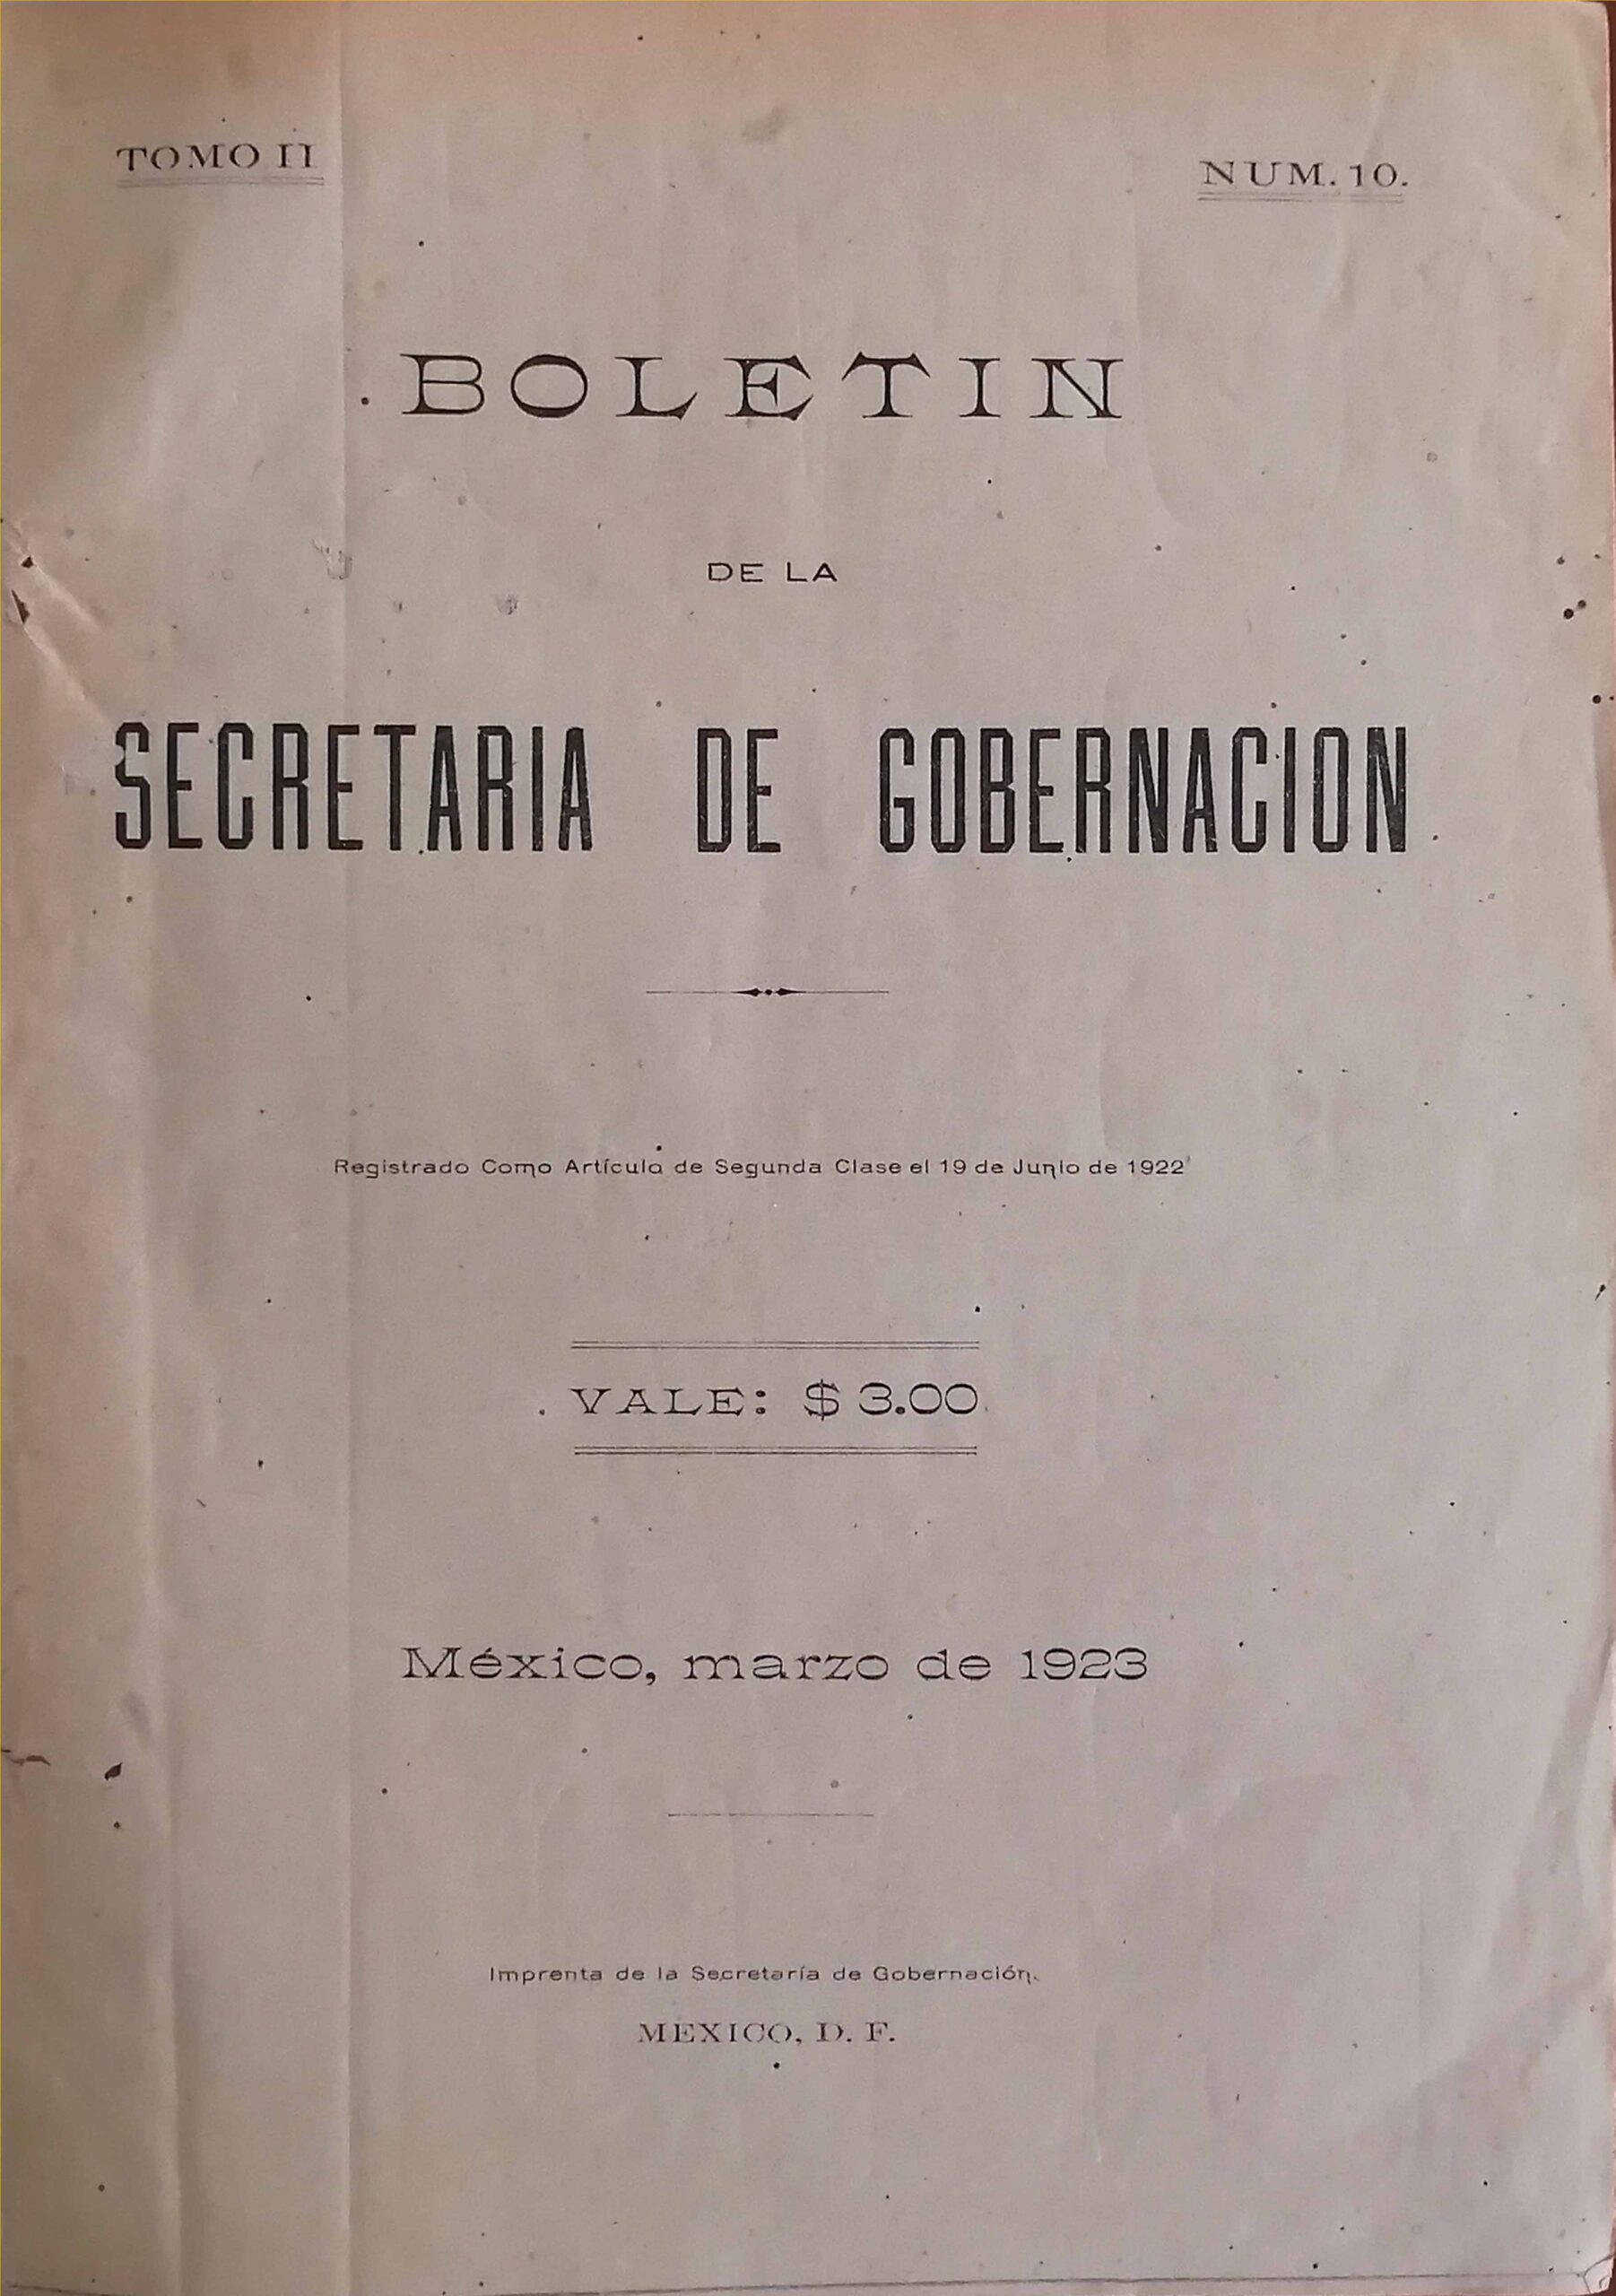 TOMO II
NUM. 10.
BOLETIN
DE LA
SECRETARIA DE GOBERNACION
Registrado Como Artículo de Segunda Clase el 19 de Junio de 1922
VALE: $ 3.00
México, marzo de 1923
Imprenta de la Secretaría de Gobernación.
MEXICO, D. F.